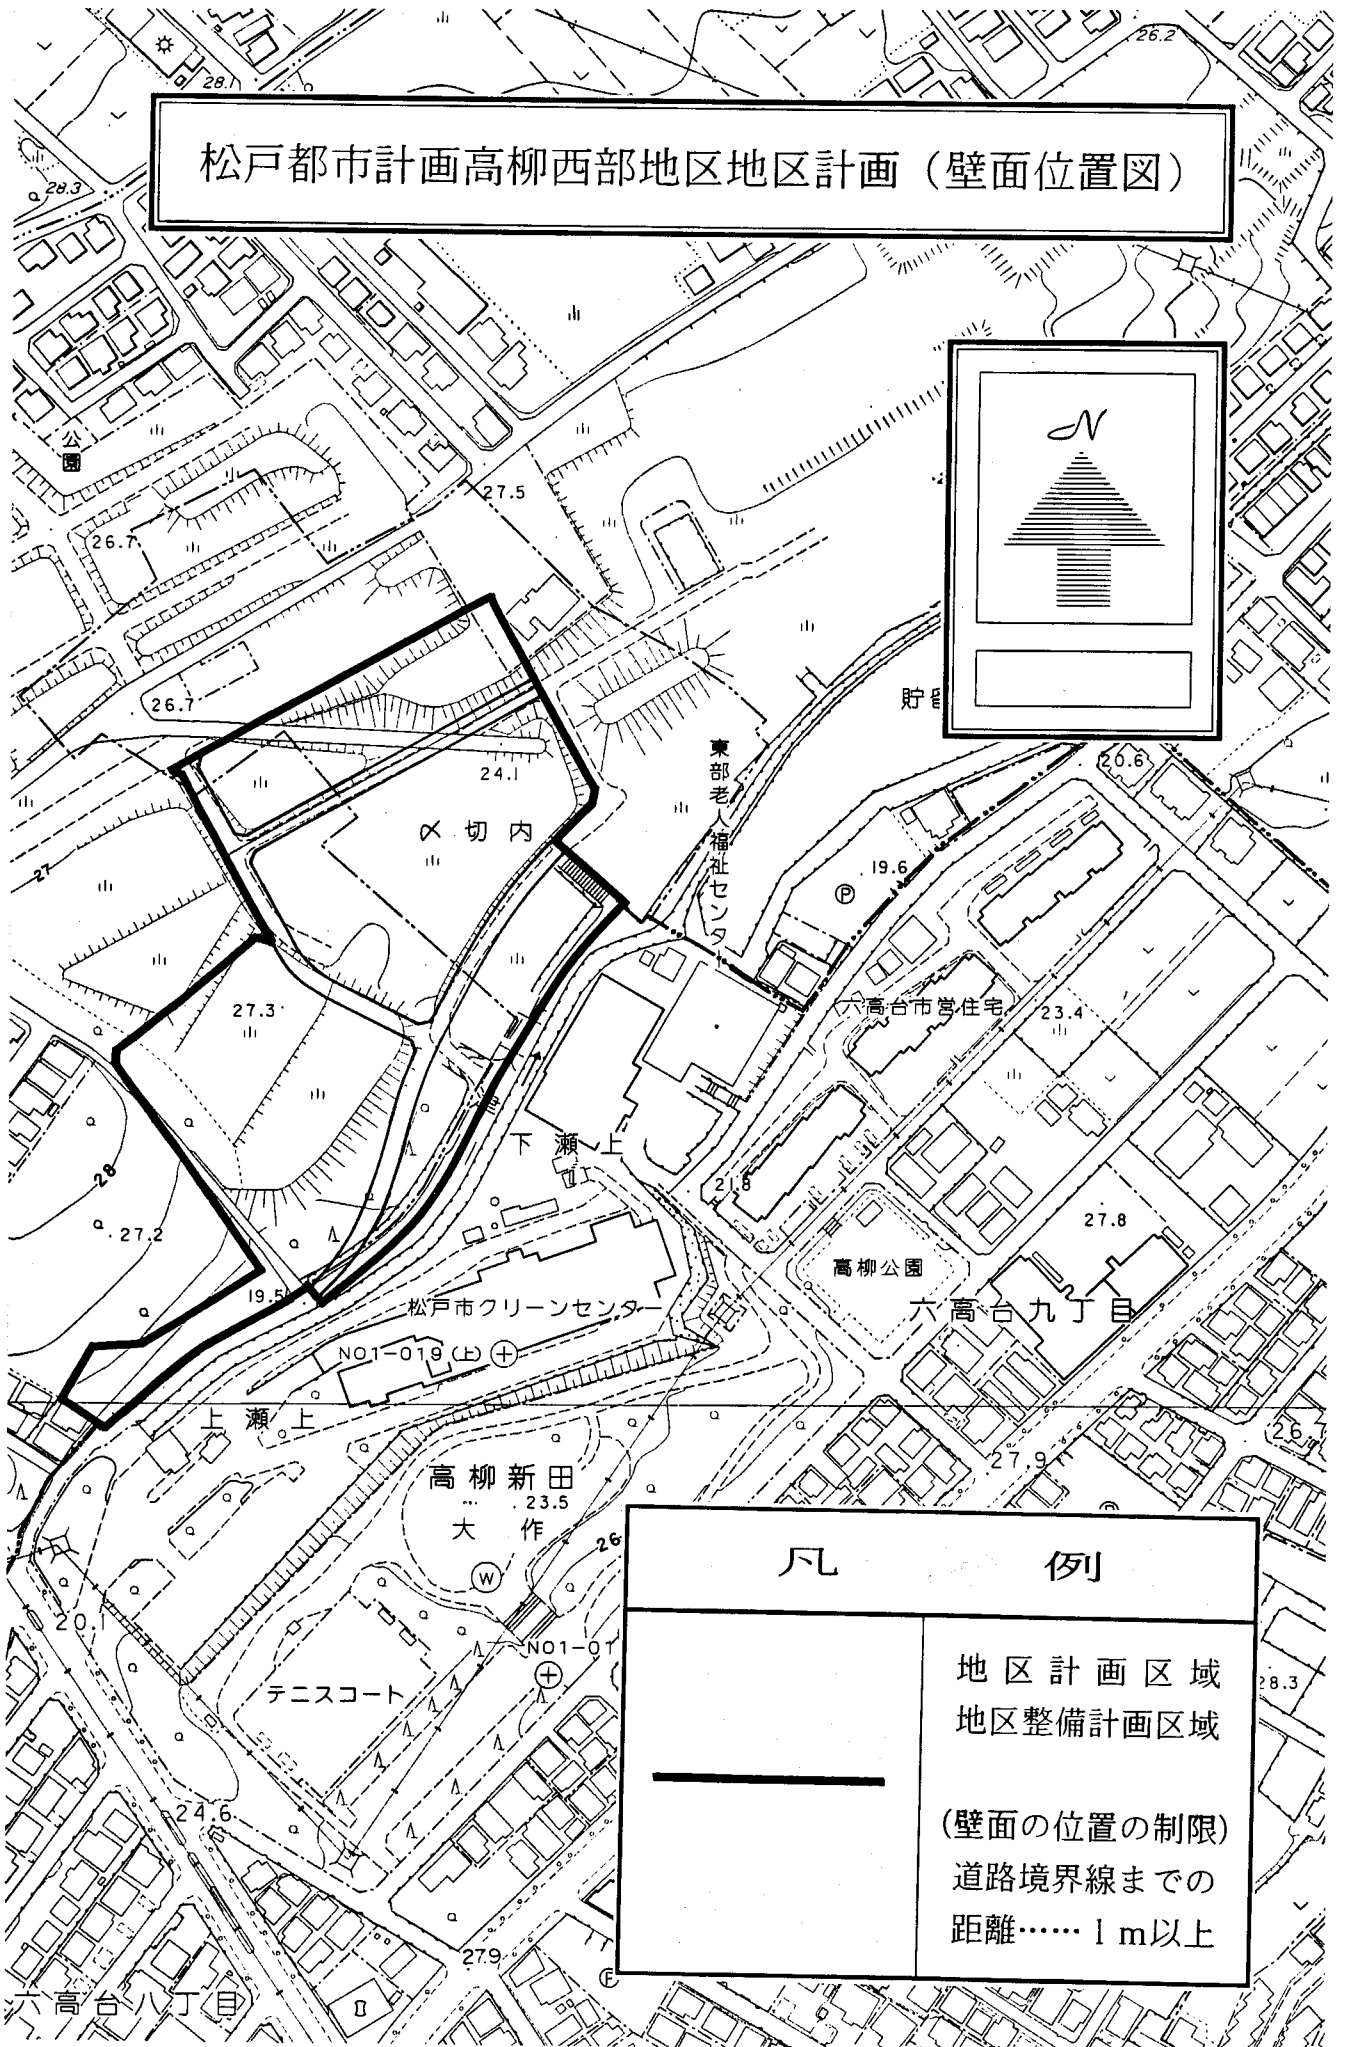 26.2
28.1
松戸都市計画高柳西部地区地区計画（壁面位置図）
28.3
N
公園
27.5
26.7
26.7
貯
東部老人福祉センター
20.6
24.1
〆切内
19.6
P
27
27.3
六高台市営住宅
23.4
下瀬上
28
21.8
27.2
27.8
高柳公園
19.5
松戸市クリーンセンター
六高台九丁目
NO1-019(上)
上瀬上
26.7
27.9
高柳新田
23.5
大作
26
W
凡例
20.1
NO1-01
地区計画区域
地区整備計画区域
28.3
テニスコート
(壁面の位置の制限)
道路境界線までの
距離……1m以上
24.6
27.9
六高台八丁目